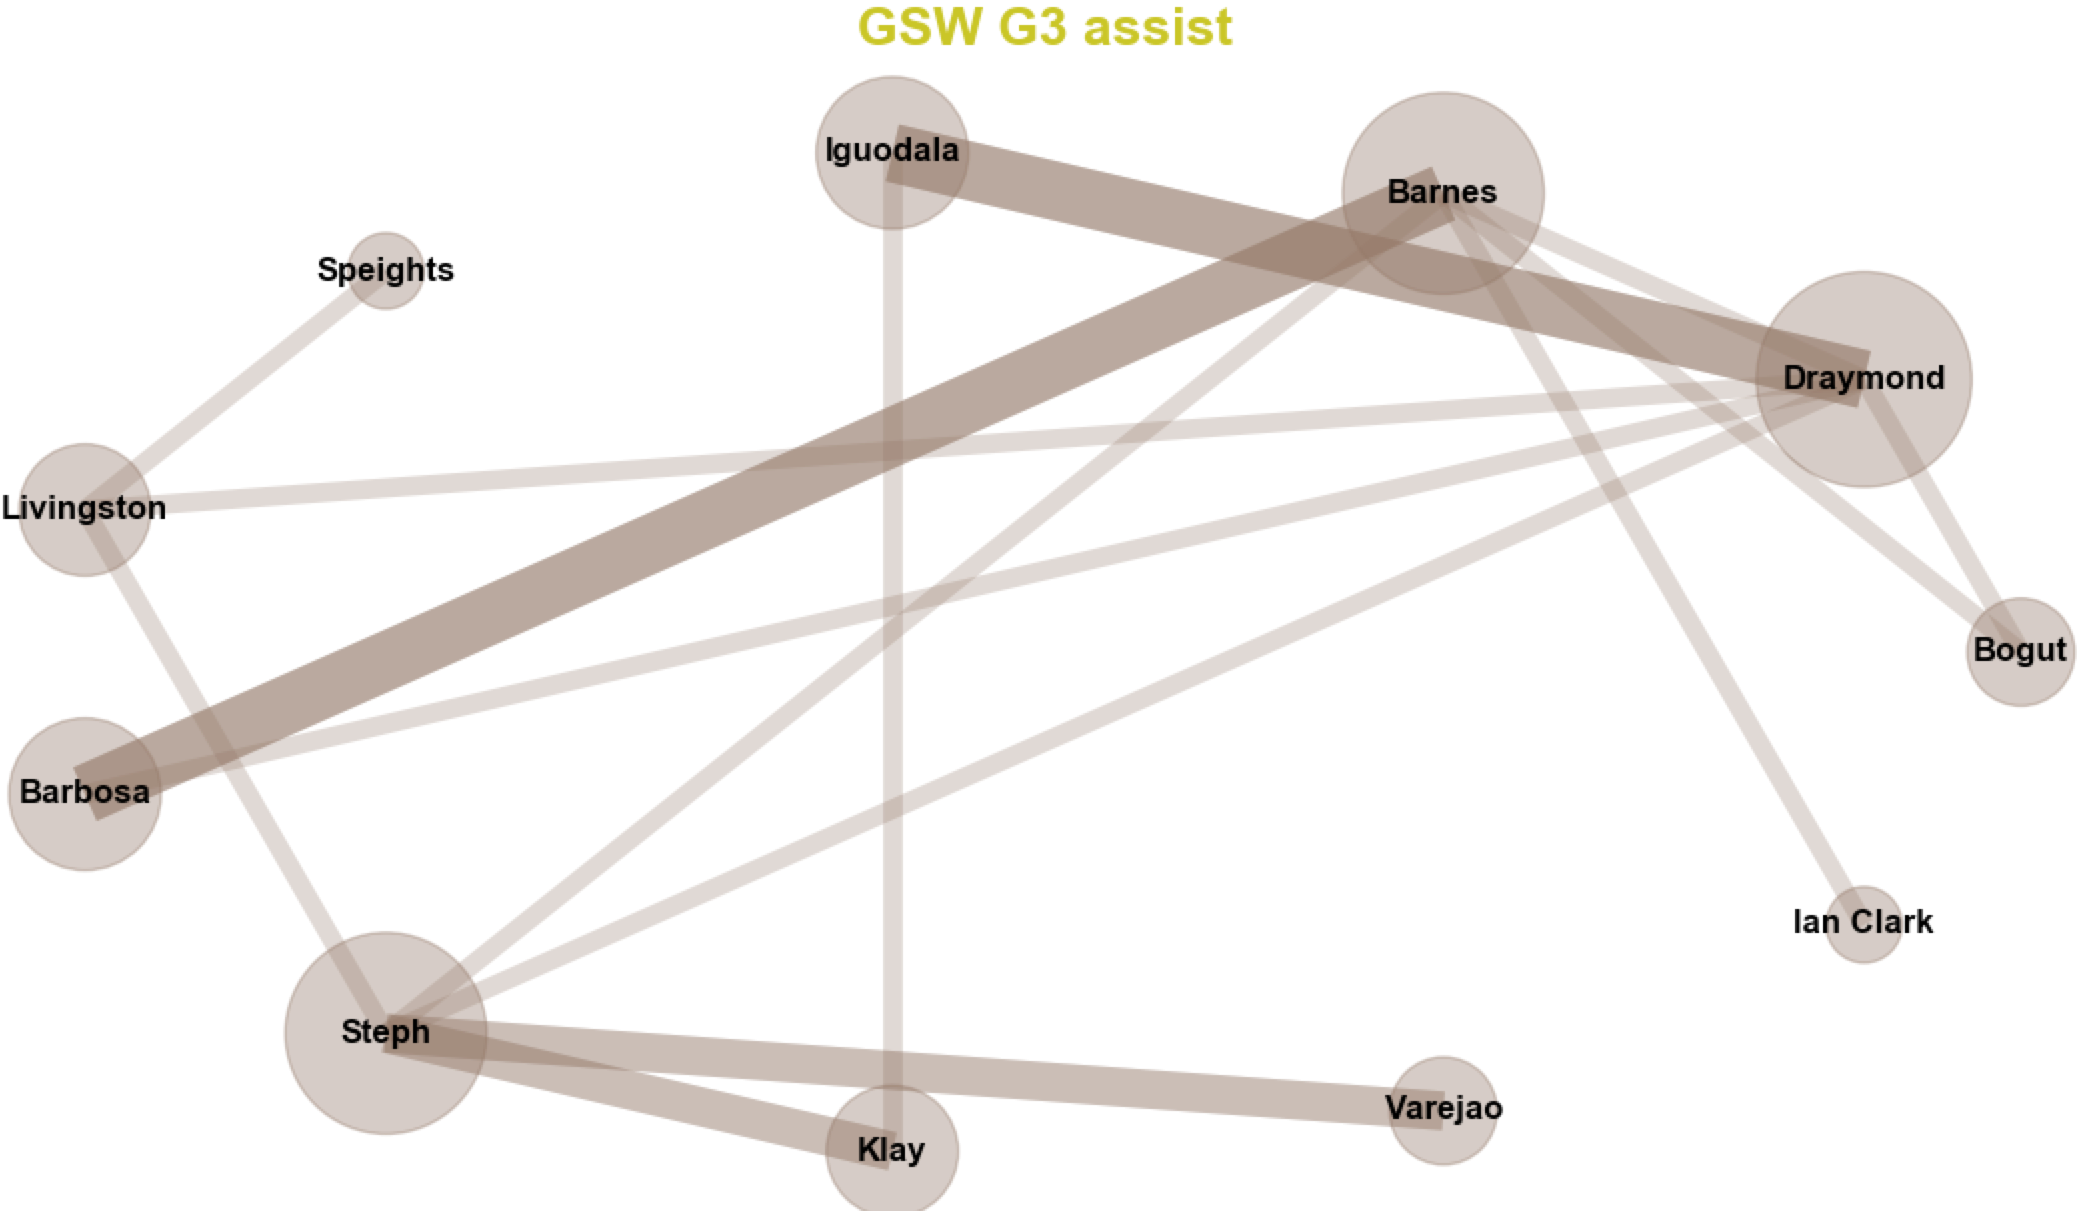 GSW G3 assist
Iguodala
Barnes
Speights
Draymond
Livingston
Bogut
Barbosa
Ian Clark
Steph
Varejao
Klay